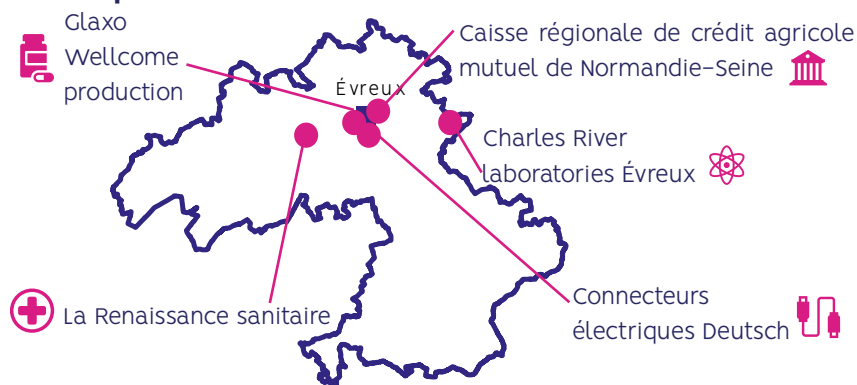 Glaxo
Wellcome
production
Évreux
Caisse régionale de crédit agricole
mutuel de Normandie-Seine
Charles River
laboratories Évreux
La Renaissance sanitaire
Connecteurs
électriques Deutsch